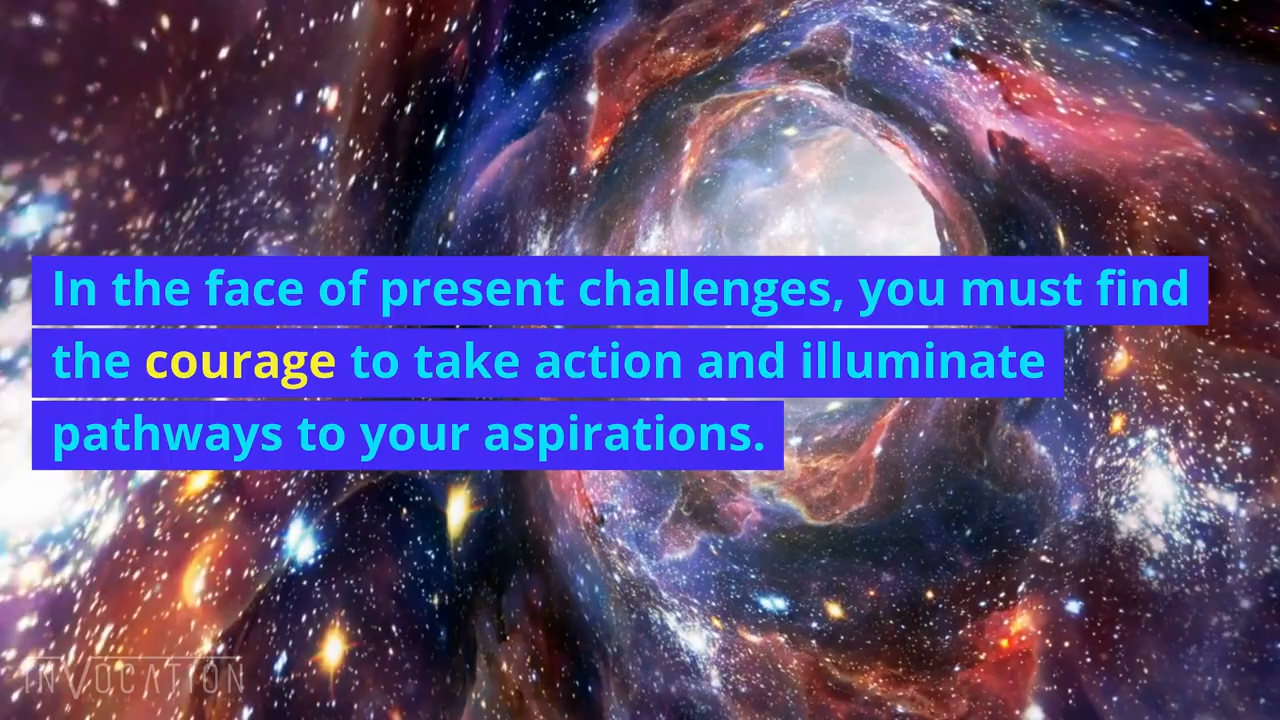 In the face of present challenges, you must find
the courage to take action and illuminate
pathways to your aspirations.
INVOCATION